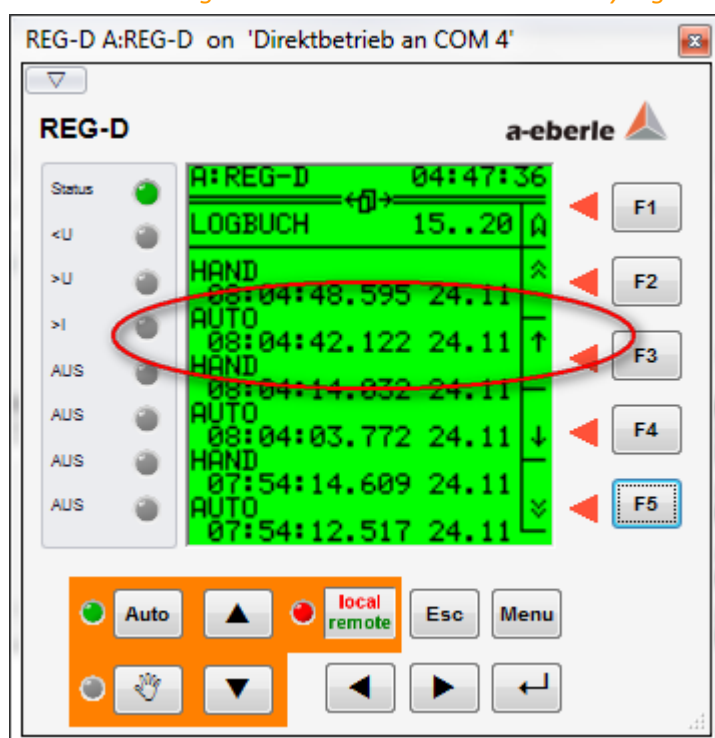 REG-D A:REG-D on 'Direktbetrieb an COM 4'
REG-D
a-eberle
Status
<U
>U
>I
AUS
AUS
AUS
AUS
A:REG-D 04:47:36
LOGBUCH 15..20
HAND
08:04:48.595 24.11
AUTO
08:04:42.122 24.11
HAND
08:04:14.032 24.11
AUTO
08:04:03.772 24.11
HAND
07:54:14.609 24.11
AUTO
07:54:12.517 24.11
F1
F2
F3
F4
F5
Auto
local
remote
Esc
Menu